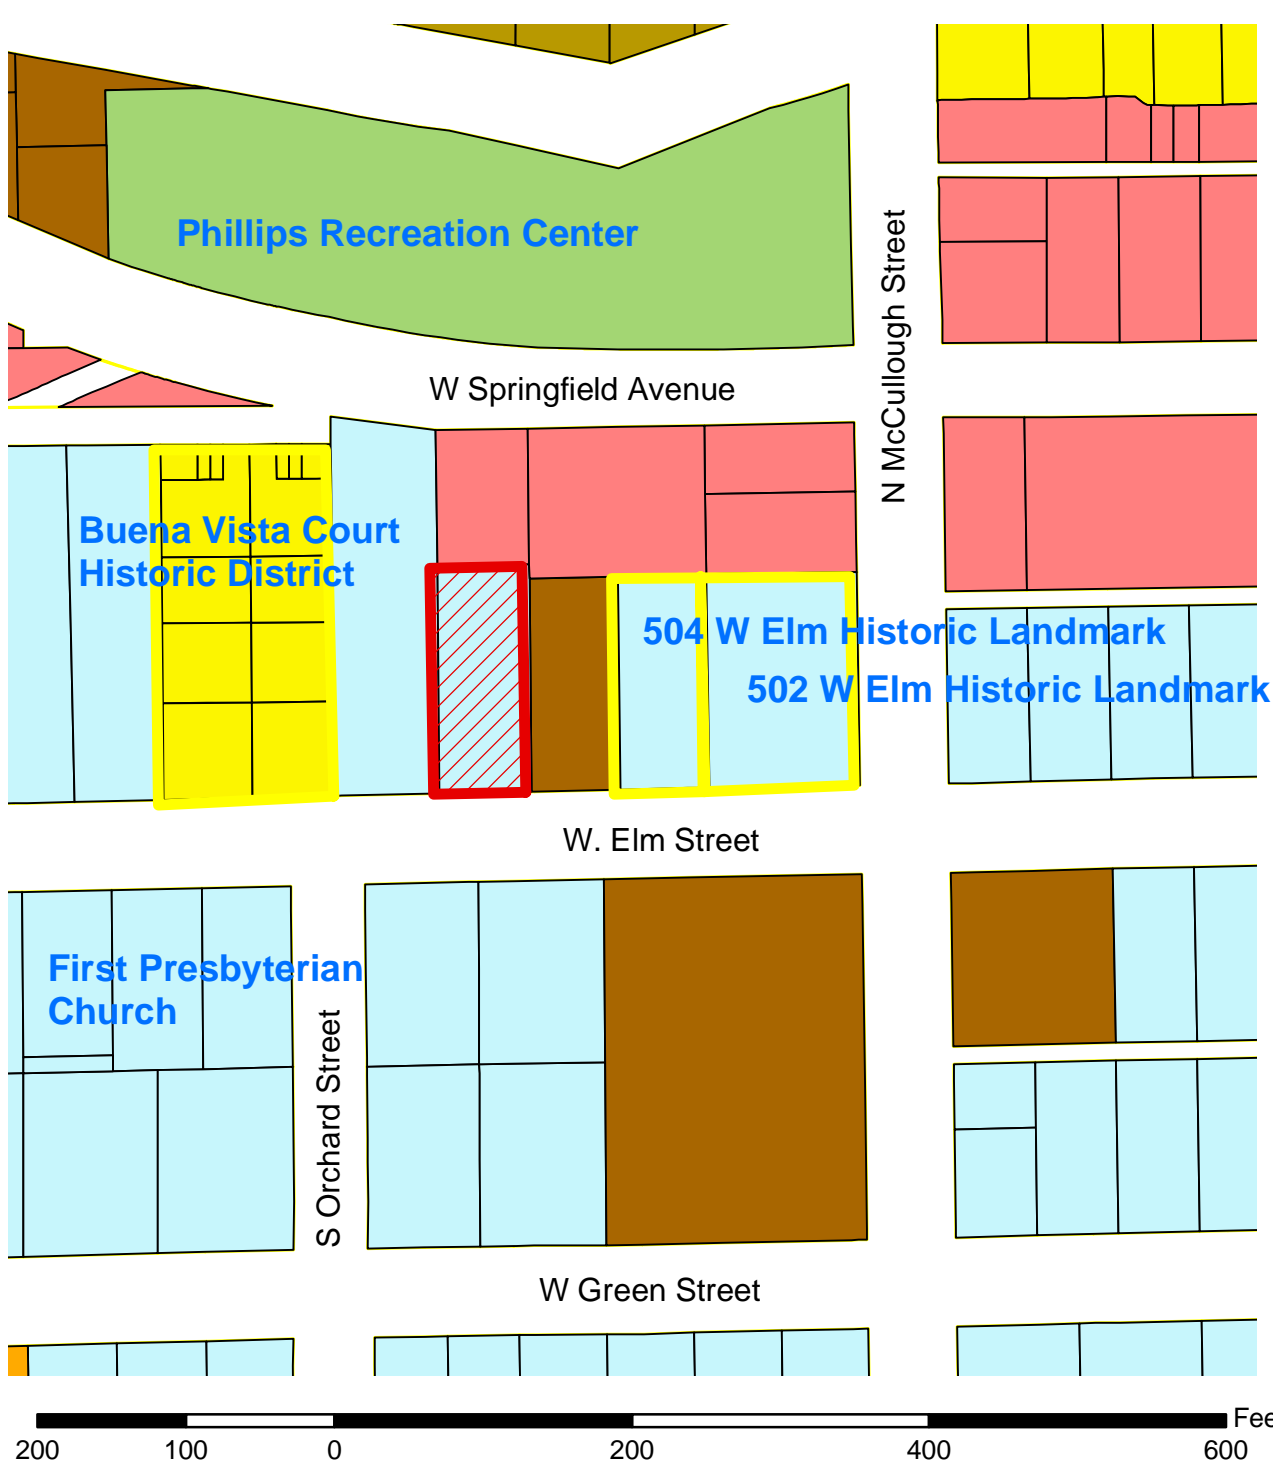 Phillips Recreation Center
N McCullough Street
W Springfield Avenue
Buena Vista Court
Historic District
504 W Elm Historic Landmark
502 W Elm Historic Landmark
W. Elm Street
First Presbyterian
Church
S Orchard Street
W Green Street
Fee
200 100 0 200 400 600